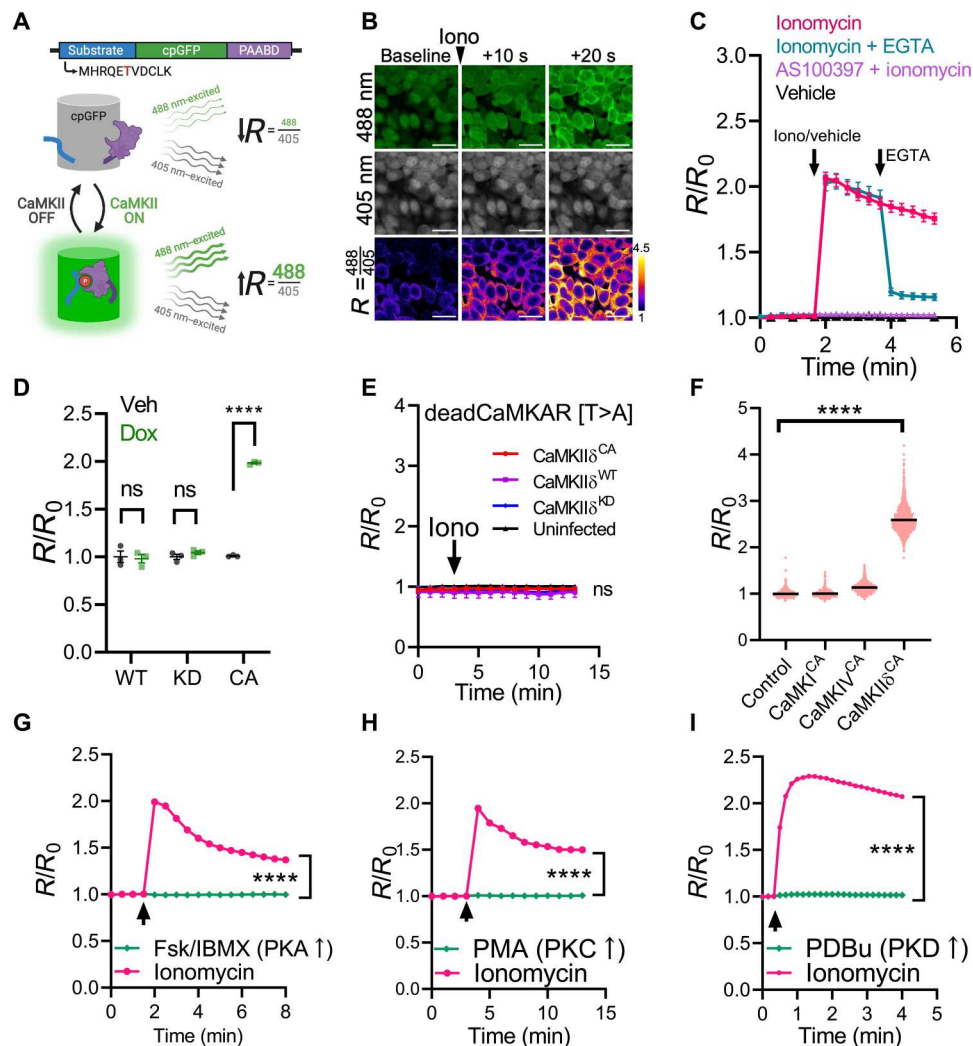 A
Substrate cpGFP PAABD
MHRQETVDCLK
cpGFP
488 nm-excited
405 nm-excited
R = 488/405
CaMKII OFF
CaMKII ON
P
488 nm-excited
405 nm-excited
R = 488/405
B
Iono
Baseline +10 s +20 s
488 nm
405 nm
R = 488/405
4.5
1
C
Ionomycin
Ionomycin + EGTA
AS100397 + ionomycin
Vehicle
Iono/vehicle
EGTA
R/R0
3.0
2.5
2.0
1.5
1.0
0 2 4 6
Time (min)
D
Veh
Dox
ns
ns
****
R/R0
2.5
2.0
1.5
1.0
0.5
0.0
WT KD CA
E
deadCaMKAR [T>A]
CaMKIIδCA
CaMKIIδWT
CaMKIIδKD
Uninfected
Iono
ns
R/R0
4
3
2
1
0
0 5 10 15
Time (min)
F
****
R/R0
5
4
3
2
1
0
Control
CaMKICA
CaMKIVCA
CaMKIIδCA
G
R/R0
2.5
2.0
1.5
1.0
0.5
0.0
****
Fsk/IBMX (PKA ↑)
Ionomycin
0 2 4 6 8
Time (min)
H
R/R0
2.5
2.0
1.5
1.0
0.5
0.0
****
PMA (PKC ↑)
Ionomycin
0 5 10 15
Time (min)
I
R/R0
2.5
2.0
1.5
1.0
0.5
0.0
****
PDBu (PKD ↑)
Ionomycin
0 1 2 3 4 5
Time (min)